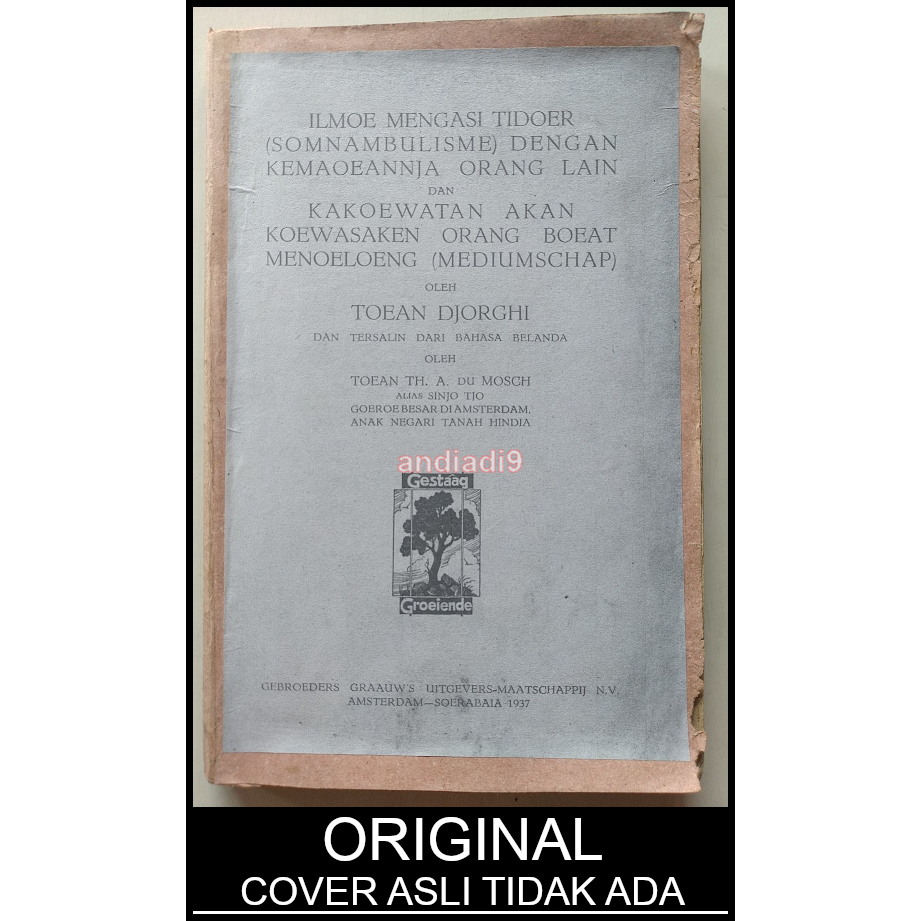 ILMOE MENGASI TIDOER
(SOMNAMBULISME) DENGAN
KEMAOEANNJA ORANG LAIN
DAN
KAKOEWATAN AKAN
KOEWASAKEN ORANG BOEAT
MENOELOENG (MEDIUMSCHAP)
OLEH
TOEAN DJORGHI
DAN TERSALIN DARI BAHASA BELANDA
OLEH
TOEAN TH. A. DU MOSCH
ALIAS SINJO TJO
GOEROE BESAR DI AMSTERDAM,
ANAK NEGARI TANAH HINDIA
andiadi9
Gestâàg
Groeiende
GEBROEDERS GRAAUW'S UITGEVERS-MAATSCHAPPIJ N.V.
AMSTERDAM—SOERABAIA 1937
ORIGINAL
COVER ASLI TIDAK ADA